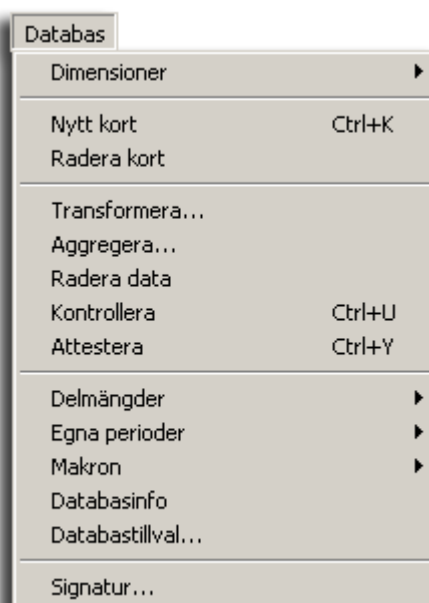 Databas
Dimensioner
Nytt kort Ctrl+K
Radera kort
Transformera...
Aggregera...
Radera data
Kontrollera Ctrl+U
Attestera Ctrl+Y
Delmängder
Egna perioder
Makron
Databasinfo
Databastillval...
Signatur...